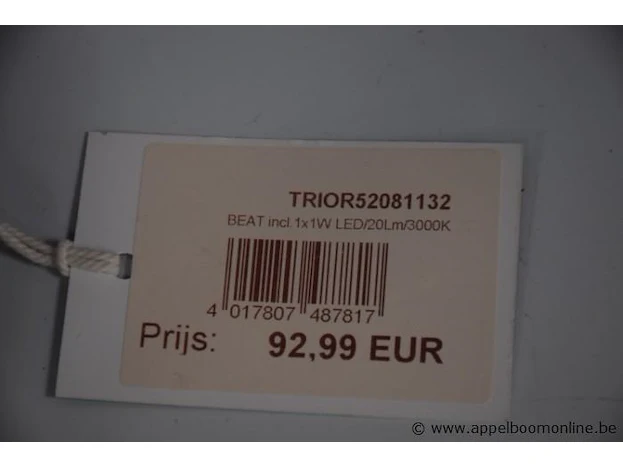 TRIOR52081132
BEAT incl.1x1W LED/20Lm/3000K
4 017807 487817
Prijs: 92,99 EUR
© www.appelboomonline.be